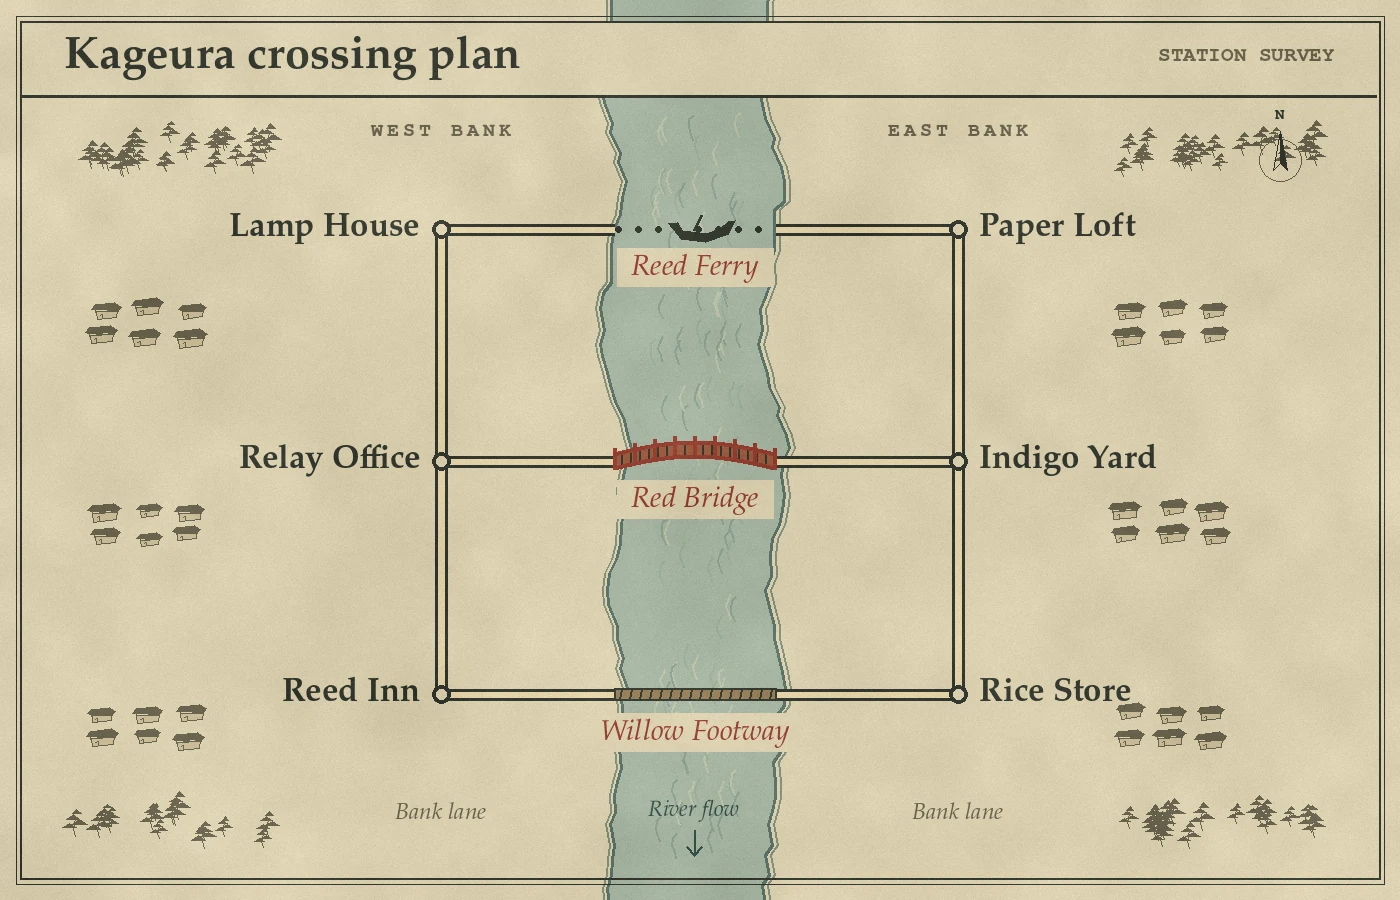 Kageura crossing plan
STATION SURVEY
WEST BANK
EAST BANK
N
Lamp House
Paper Loft
Reed Ferry
Relay Office
Indigo Yard
Red Bridge
Reed Inn
Rice Store
Willow Footway
Bank lane
River flow
Bank lane